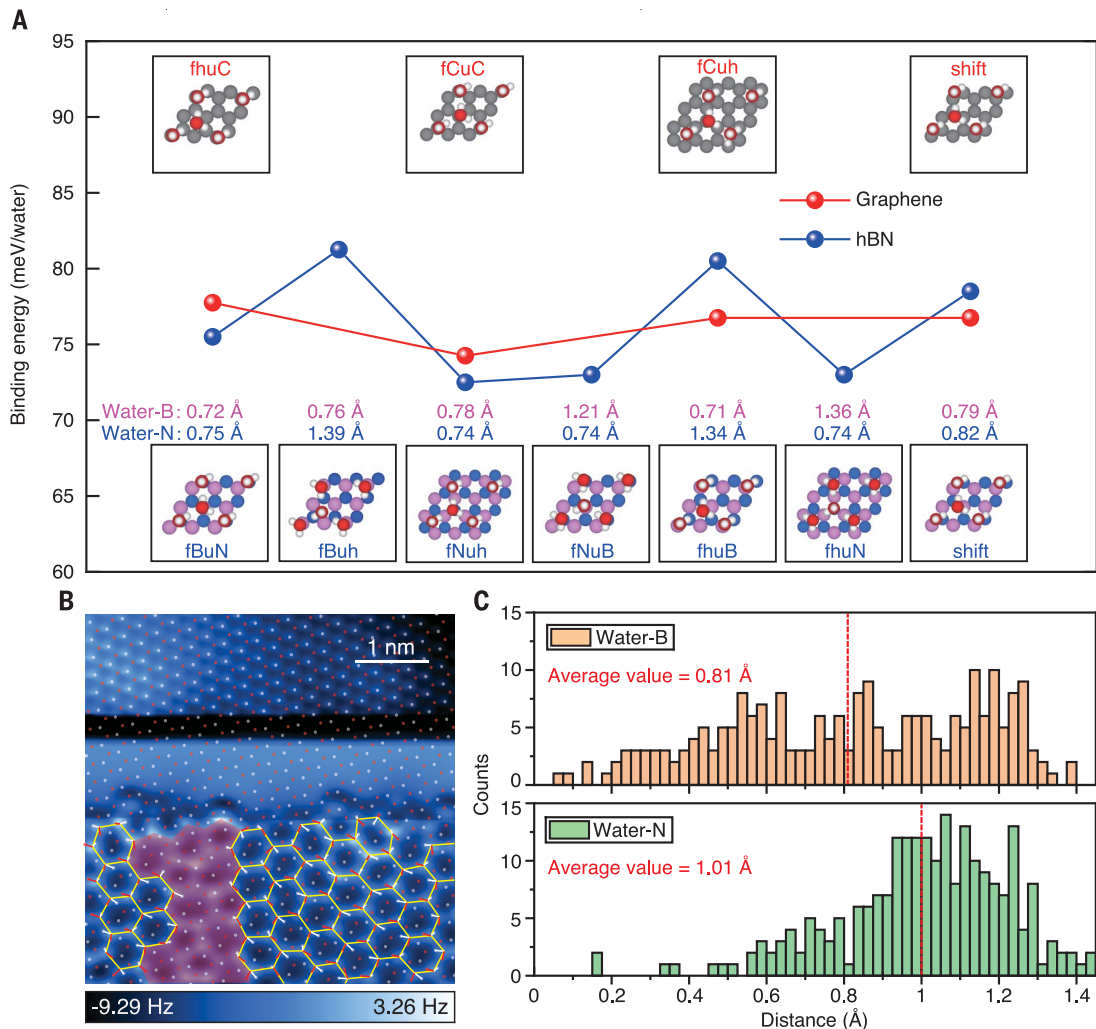 A
95
90
85
80
75
70
65
60
Binding energy (meV/water)
fhuC
fCuC
fCuh
shift
Graphene
hBN
Water-B: 0.72 Å 0.76 Å 0.78 Å 1.21 Å 0.71 Å 1.36 Å 0.79 Å
Water-N: 0.75 Å 1.39 Å 0.74 Å 0.74 Å 1.34 Å 0.74 Å 0.82 Å
fBuN
fBuh
fNuh
fNuB
fhuB
fhuN
shift
B
1 nm
-9.29 Hz 3.26 Hz
C
15
10
5
0
Water-B
Average value = 0.81 Å
Counts
15
10
5
0
Water-N
Average value = 1.01 Å
0 0.2 0.4 0.6 0.8 1 1.2 1.4
Distance (Å)